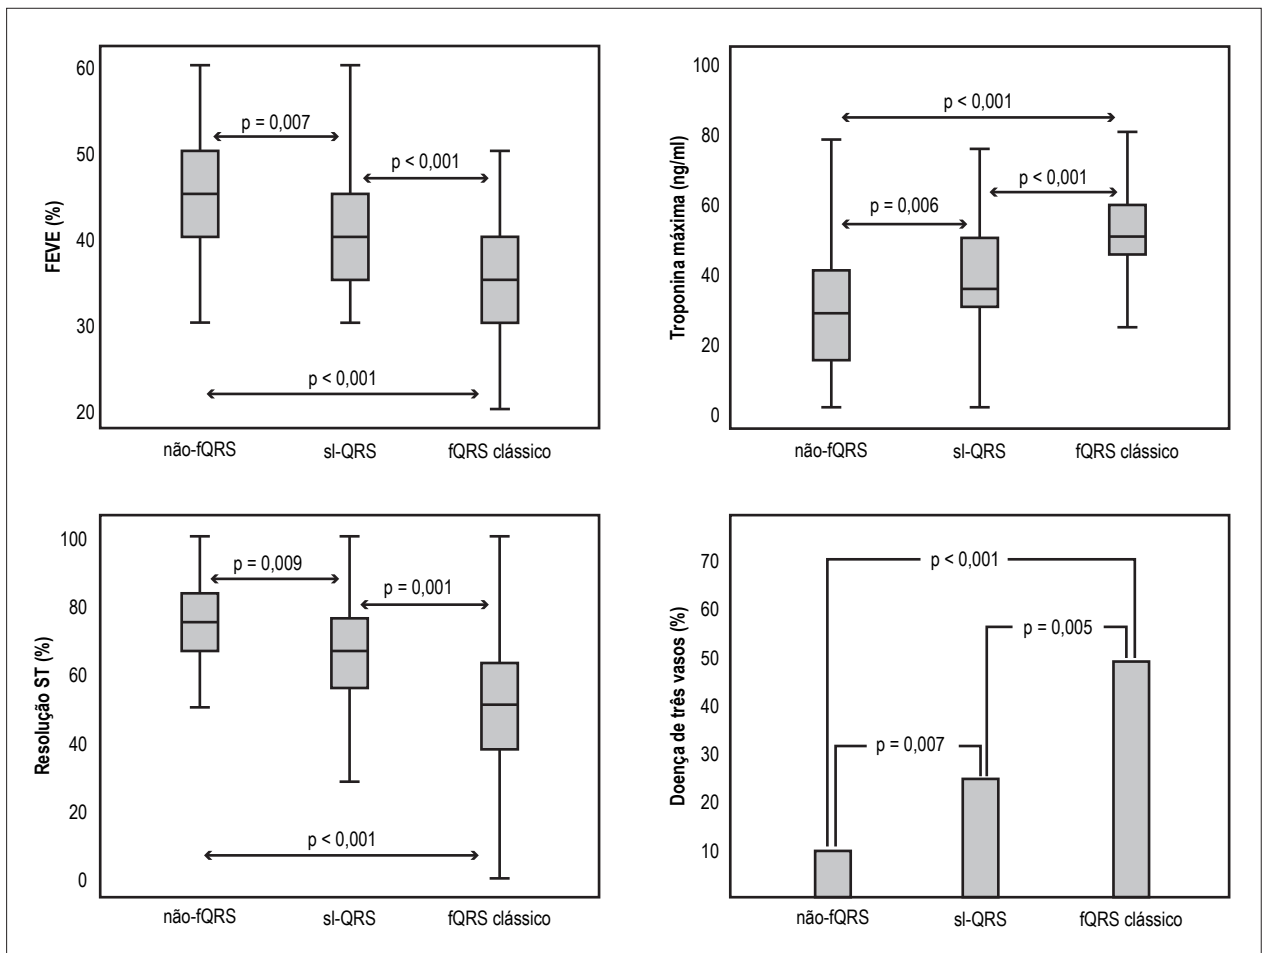 FEVE (%)
60
50
40
30
20
p = 0,007
p < 0,001
p < 0,001
não-fQRS
sl-QRS
fQRS clássico
Troponina máxima (ng/ml)
100
80
60
40
20
0
p < 0,001
p < 0,001
p = 0,006
não-fQRS
sl-QRS
fQRS clássico
Resolução ST (%)
100
80
60
40
20
0
p = 0,009
p = 0,001
p < 0,001
não-fQRS
sl-QRS
fQRS clássico
Doença de três vasos (%)
70
60
50
40
30
20
10
p < 0,001
p = 0,005
p = 0,007
não-fQRS
sl-QRS
fQRS clássico